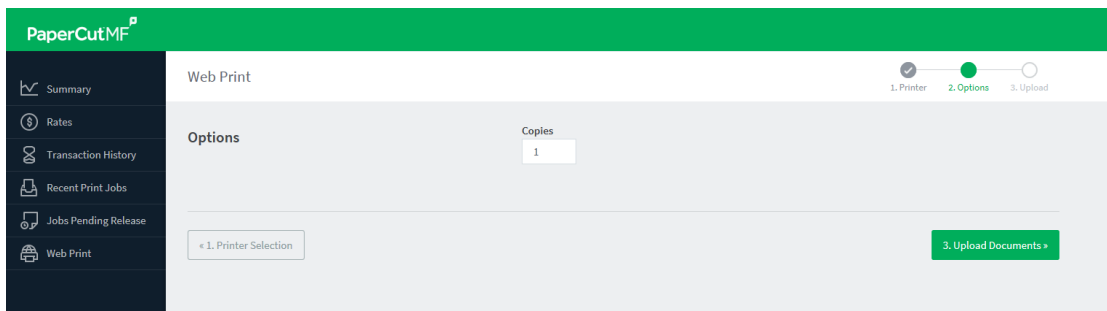 PaperCutMF
Summary
Rates
Transaction History
Recent Print Jobs
Jobs Pending Release
Web Print
Web Print
1. Printer
2. Options
3. Upload
Options
Copies
1
« 1. Printer Selection
3. Upload Documents »